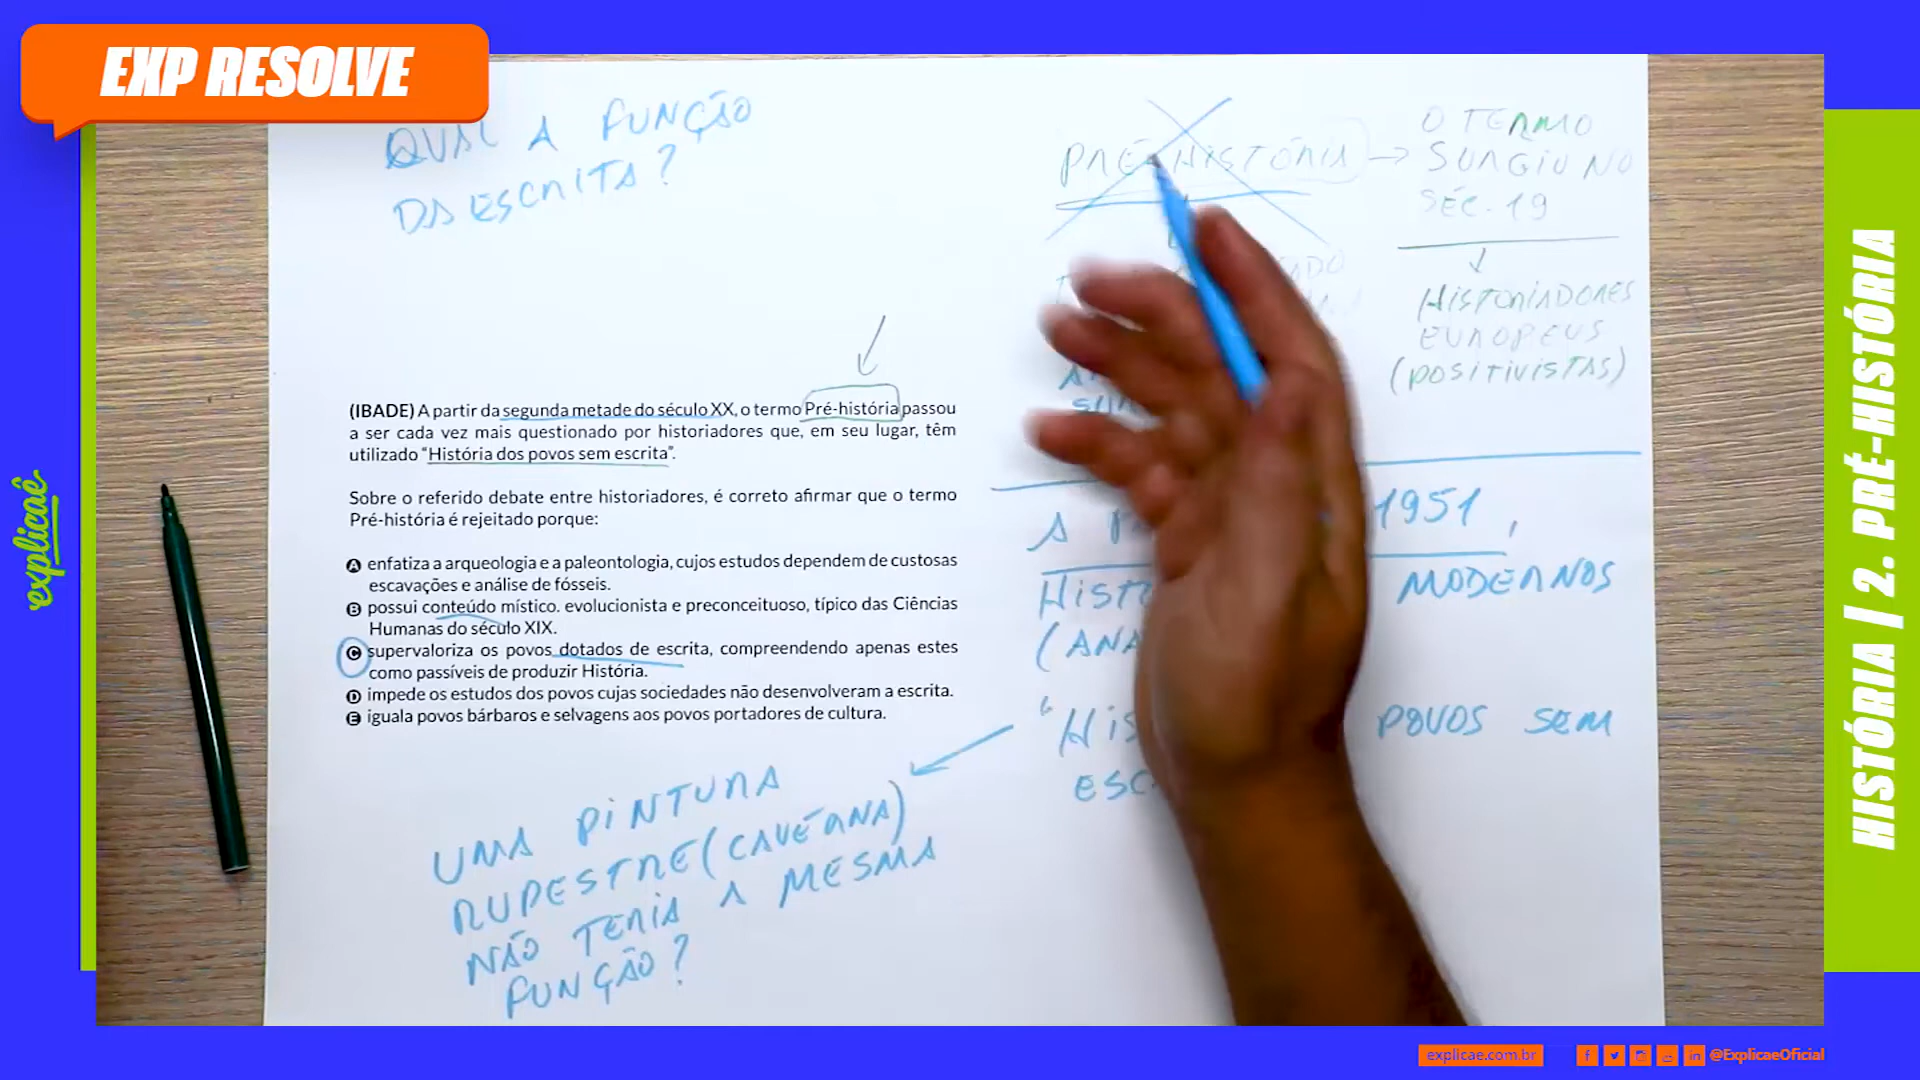 EXP RESOLVE
QUAL A FUNÇÃO
DA ESCRITA?
PRÉ-HISTÓRIA
O TERMO
SURGIU NO
SÉC. 19
HISTORIADORES
EUROPEUS
(POSITIVISTAS)
(IBADE) A partir da segunda metade do século XX, o termo Pré-história passou
a ser cada vez mais questionado por historiadores que, em seu lugar, têm
utilizado “História dos povos sem escrita”.
Sobre o referido debate entre historiadores, é correto afirmar que o termo
Pré-história é rejeitado porque:
A enfatiza a arqueologia e a paleontologia, cujos estudos dependem de custosas
escavações e análise de fósseis.
B possui conteúdo místico. evolucionista e preconceituoso, típico das Ciências
Humanas do século XIX.
C supervaloriza os povos dotados de escrita, compreendendo apenas estes
como passíveis de produzir História.
D impede os estudos dos povos cujas sociedades não desenvolveram a escrita.
E iguala povos bárbaros e selvagens aos povos portadores de cultura.
A 1951,
MODERNOS
POVOS SEM
UMA PINTURA
RUPESTRE (CAVERNA)
NÃO TERIA A MESMA
FUNÇÃO?
explicaê
HISTÓRIA | 2. PRÉ-HISTÓRIA
explicae.com.br
@ExplicaeOficial